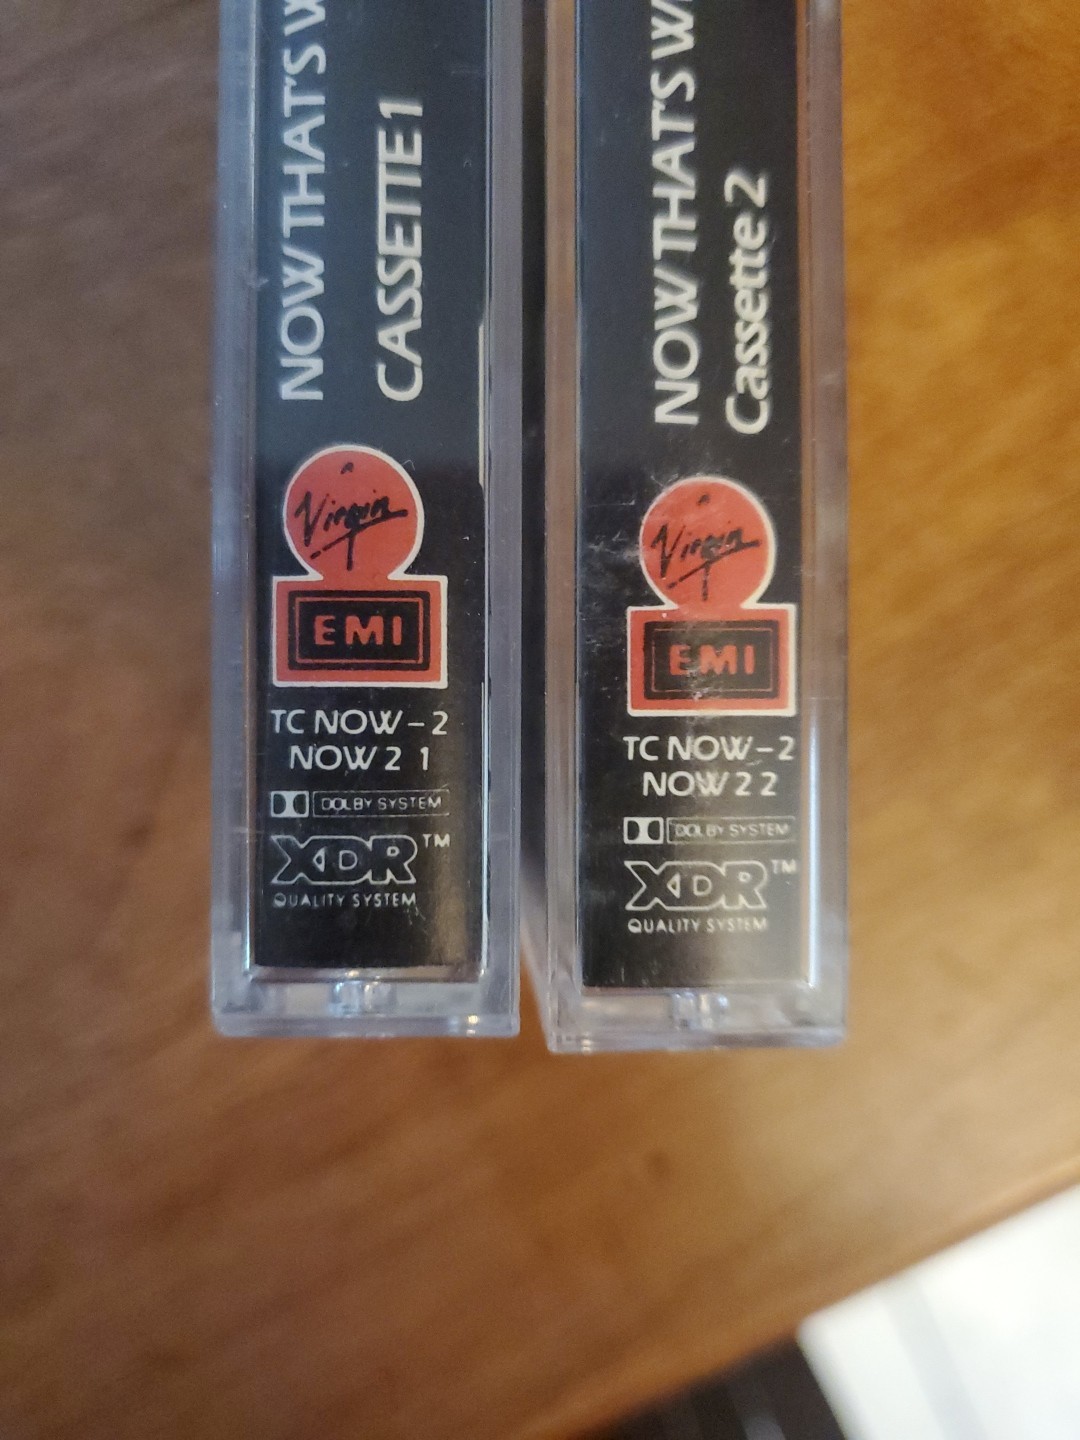 NOW THAT'S W
CASSETTE 1
Virgin
EMI
TC NOW-2
NOW 2 1
DOLBY SYSTEM
XDR™
QUALITY SYSTEM
NOW THAT'S W
Cassette 2
Virgin
EMI
TC NOW-2
NOW 2 2
DOLBY SYSTEM
XDR™
QUALITY SYSTEM